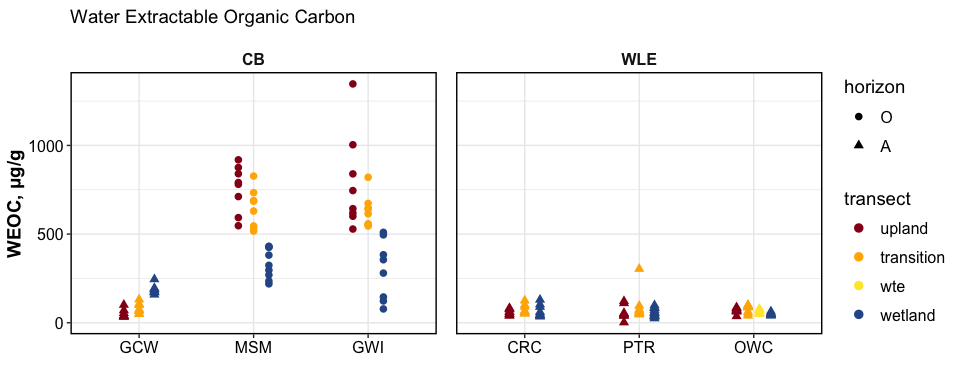 Water Extractable Organic Carbon
CB
WLE
WEOC, µg/g
1000
500
0
GCW
MSM
GWI
CRC
PTR
OWC
horizon
O
A
transect
upland
transition
wte
wetland